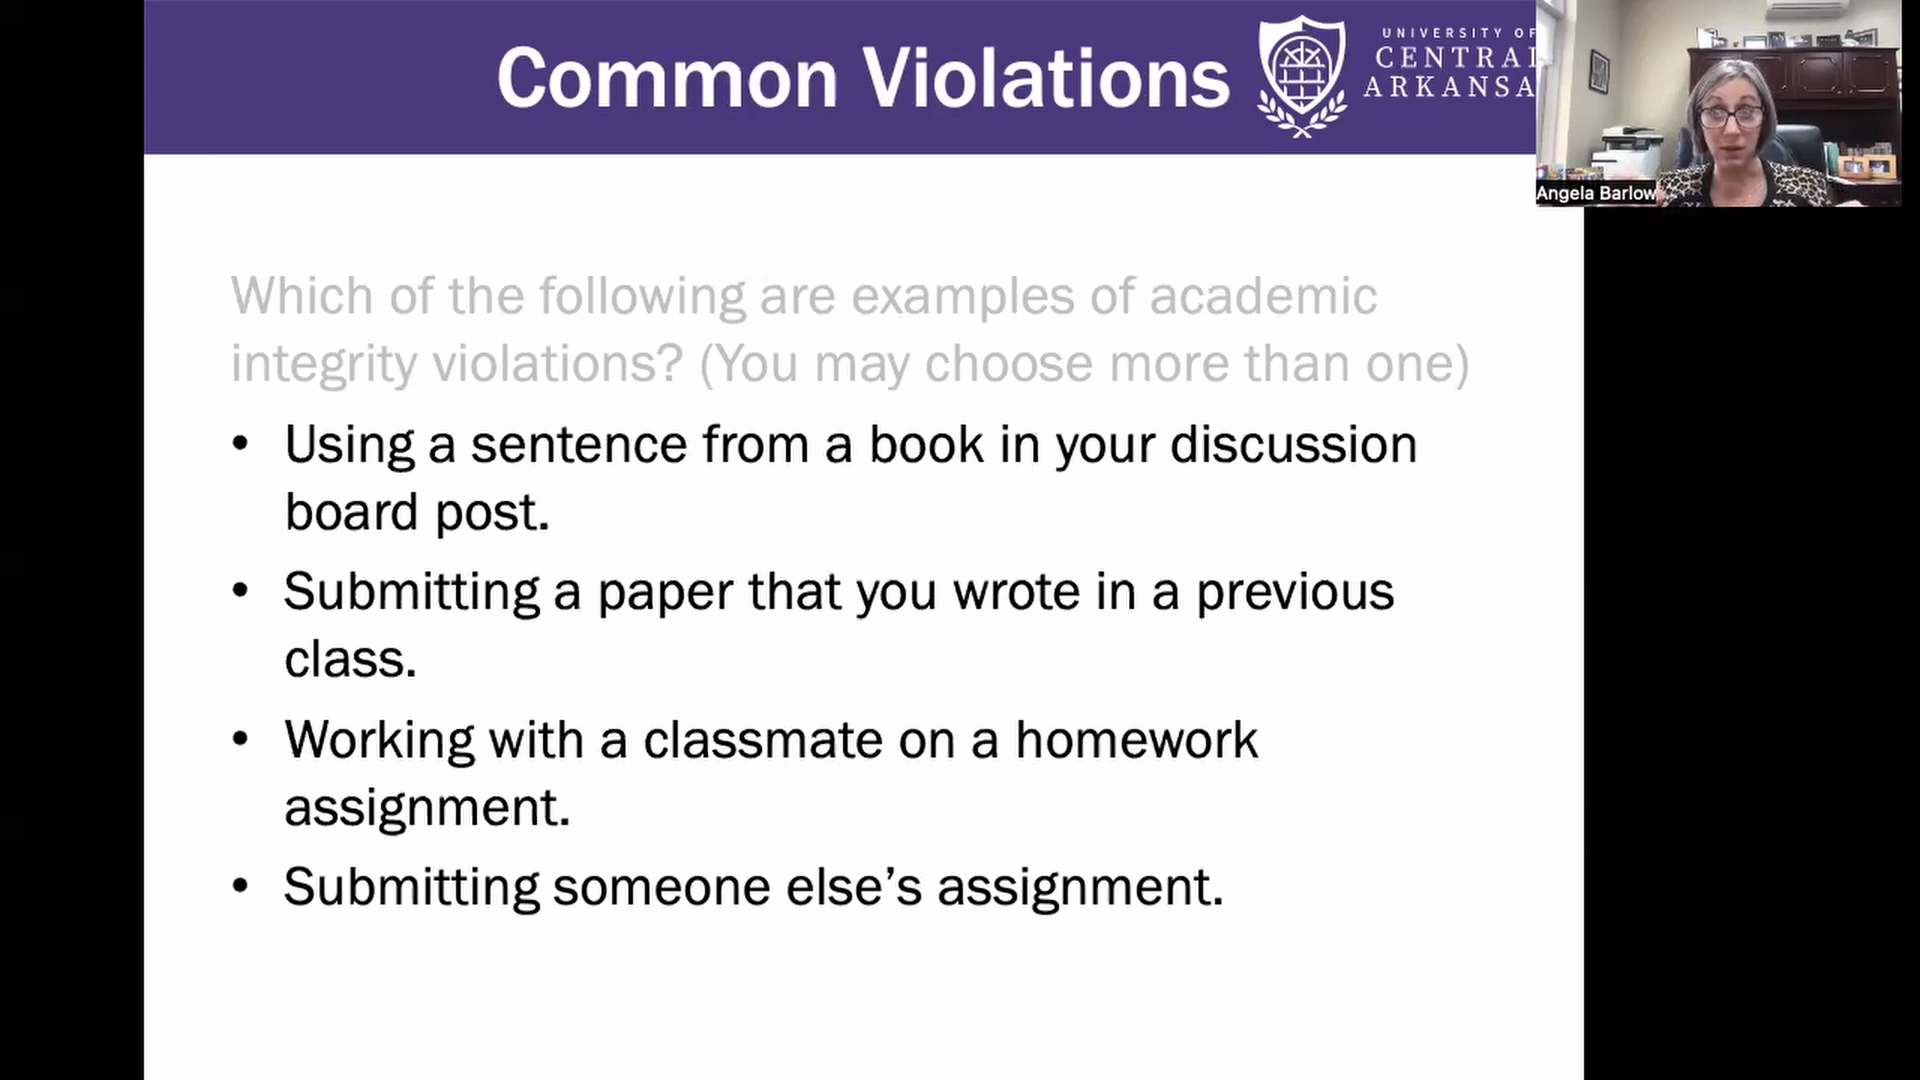 Common Violations
UNIVERSITY OF
CENTRAL
ARKANSA
Angela Barlow
Which of the following are examples of academic
integrity violations? (You may choose more than one)
• Using a sentence from a book in your discussion
board post.
• Submitting a paper that you wrote in a previous
class.
• Working with a classmate on a homework
assignment.
• Submitting someone else’s assignment.